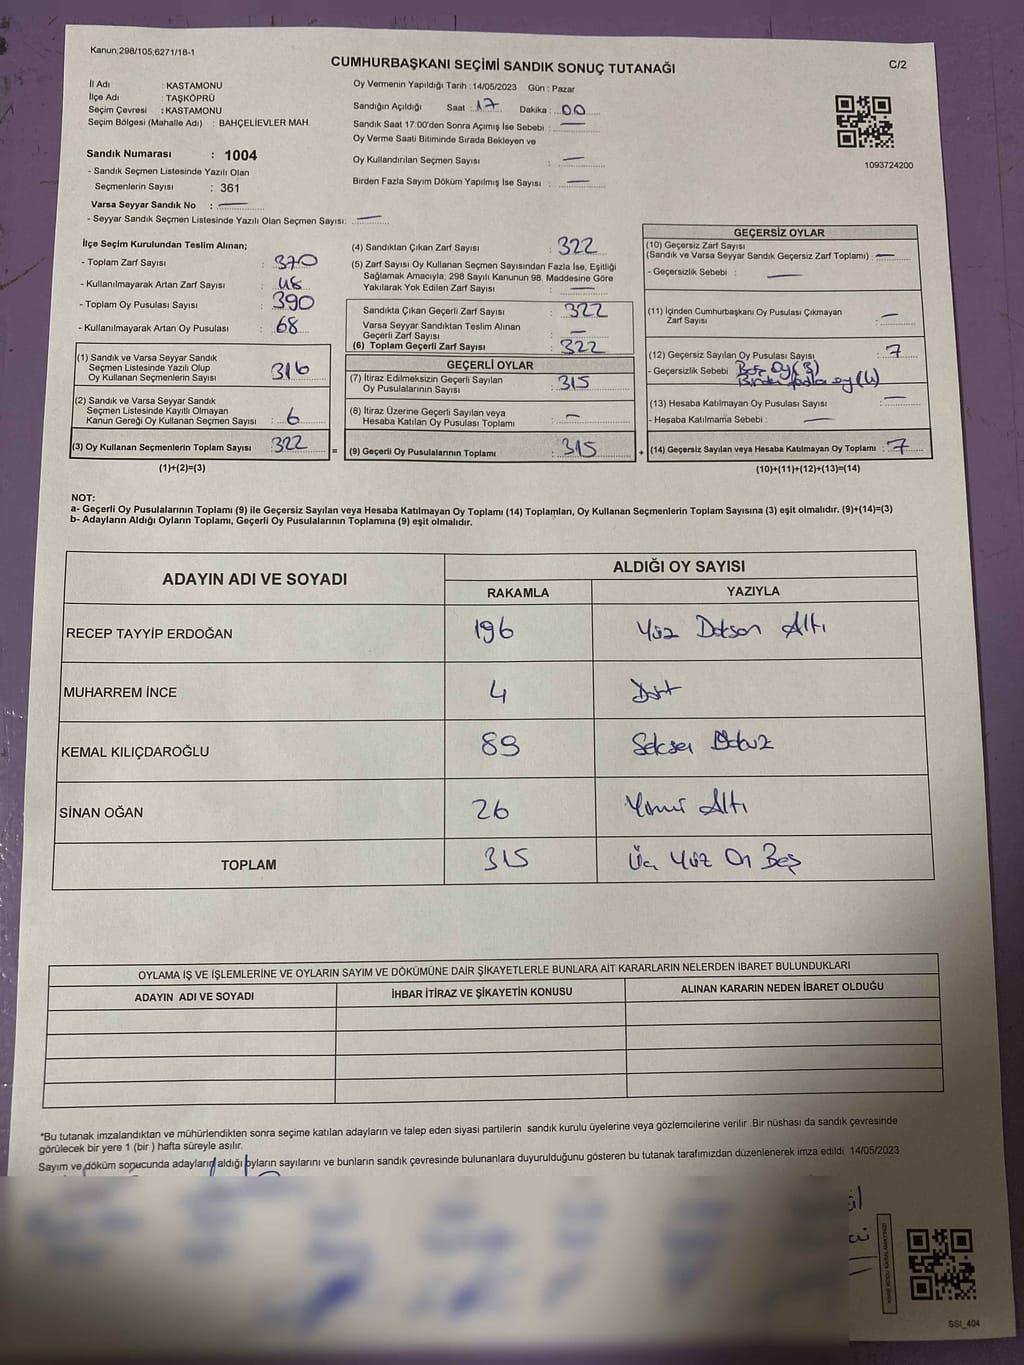 Kanun;298/105;6271/18-1
CUMHURBAŞKANI SEÇİMİ SANDIK SONUÇ TUTANAĞI
C/2
İl Adı : KASTAMONU
İlçe Adı : TAŞKÖPRÜ
Seçim Çevresi : KASTAMONU
Seçim Bölgesi (Mahalle Adı) : BAHÇELİEVLER MAH.
Sandık Numarası : 1004
- Sandık Seçmen Listesinde Yazılı Olan
Seçmenlerin Sayısı : 361
Varsa Seyyar Sandık No : —
- Seyyar Sandık Seçmen Listesinde Yazılı Olan Seçmen Sayısı: —
Oy Vermenin Yapıldığı Tarih : 14/05/2023 Gün : Pazar
Sandığın Açıldığı Saat : 17 Dakika : 00
Sandık Saat 17:00'den Sonra Açımış İse Sebebi : —
Oy Verme Saati Bitiminde Sırada Bekleyen ve
Oy Kullandırılan Seçmen Sayısı : —
Birden Fazla Sayım Döküm Yapılmış İse Sayısı : —
1093724200
İlçe Seçim Kurulundan Teslim Alınan;
- Toplam Zarf Sayısı : 370
- Kullanılmayarak Artan Zarf Sayısı : 48
- Toplam Oy Pusulası Sayısı : 390
- Kullanılmayarak Artan Oy Pusulası : 68
(1) Sandık ve Varsa Seyyar Sandık
Seçmen Listesinde Yazılı Olup
Oy Kullanan Seçmenlerin Sayısı : 316
(2) Sandık ve Varsa Seyyar Sandık
Seçmen Listesinde Kayıtlı Olmayan
Kanun Gereği Oy Kullanan Seçmen Sayısı : 6
(3) Oy Kullanan Seçmenlerin Toplam Sayısı : 322
(1)+(2)=(3)
(4) Sandıktan Çıkan Zarf Sayısı : 322
(5) Zarf Sayısı Oy Kullanan Seçmen Sayısından Fazla İse, Eşitliği
Sağlamak Amacıyla; 298 Sayılı Kanunun 98. Maddesine Göre
Yakılarak Yok Edilen Zarf Sayısı : —
Sandıkta Çıkan Geçerli Zarf Sayısı : 322
Varsa Seyyar Sandıktan Teslim Alınan
Geçerli Zarf Sayısı : —
(6) Toplam Geçerli Zarf Sayısı : 322
GEÇERLİ OYLAR
(7) İtiraz Edilmeksizin Geçerli Sayılan
Oy Pusulalarının Sayısı : 315
(8) İtiraz Üzerine Geçerli Sayılan veya
Hesaba Katılan Oy Pusulası Toplamı : —
= (9) Geçerli Oy Pusulalarının Toplamı : 315
GEÇERSİZ OYLAR
(10) Geçersiz Zarf Sayısı
(Sandık ve Varsa Seyyar Sandık Geçersiz Zarf Toplamı) : —
- Geçersizlik Sebebi : —
(11) İçinden Cumhurbaşkanı Oy Pusulası Çıkmayan
Zarf Sayısı : —
(12) Geçersiz Sayılan Oy Pusulası Sayısı : 7
- Geçersizlik Sebebi : Boş Oy (3)
Birden fazla oy (4)
(13) Hesaba Katılmayan Oy Pusulası Sayısı : —
- Hesaba Katılmama Sebebi : —
+ (14) Geçersiz Sayılan veya Hesaba Katılmayan Oy Toplamı : 7
(10)+(11)+(12)+(13)=(14)
NOT:
a- Geçerli Oy Pusulalarının Toplamı (9) ile Geçersiz Sayılan veya Hesaba Katılmayan Oy Toplamı (14) Toplamları, Oy Kullanan Seçmenlerin Toplam Sayısına (3) eşit olmalıdır. (9)+(14)=(3)
b- Adayların Aldığı Oyların Toplamı, Geçerli Oy Pusulalarının Toplamına (9) eşit olmalıdır.
ADAYIN ADI VE SOYADI
ALDIĞI OY SAYISI
RAKAMLA YAZIYLA
RECEP TAYYİP ERDOĞAN 196 Yüz Doksan Altı
MUHARREM İNCE 4 Dört
KEMAL KILIÇDAROĞLU 89 Seksen Dokuz
SİNAN OĞAN 26 Yirmi Altı
TOPLAM 315 Üç Yüz On Beş
OYLAMA İŞ VE İŞLEMLERİNE VE OYLARIN SAYIM VE DÖKÜMÜNE DAİR ŞİKAYETLERLE BUNLARA AİT KARARLARIN NELERDEN İBARET BULUNDUKLARI
ADAYIN ADI VE SOYADI
İHBAR İTİRAZ VE ŞİKAYETİN KONUSU
ALINAN KARARIN NEDEN İBARET OLDUĞU
*Bu tutanak imzalandıktan ve mühürlendikten sonra seçime katılan adayların ve talep eden siyasi partilerin sandık kurulu üyelerine veya gözlemcilerine verilir .Bir nüshası da sandık çevresinde
görülecek bir yere 1 (bir ) hafta süreyle asılır.
Sayım ve döküm sonucunda adayların aldığı oyların sayılarını ve bunların sandık çevresinde bulunanlara duyurulduğunu gösteren bu tutanak tarafımızdan düzenlenerek imza edildi. 14/05/2023
SSI_404